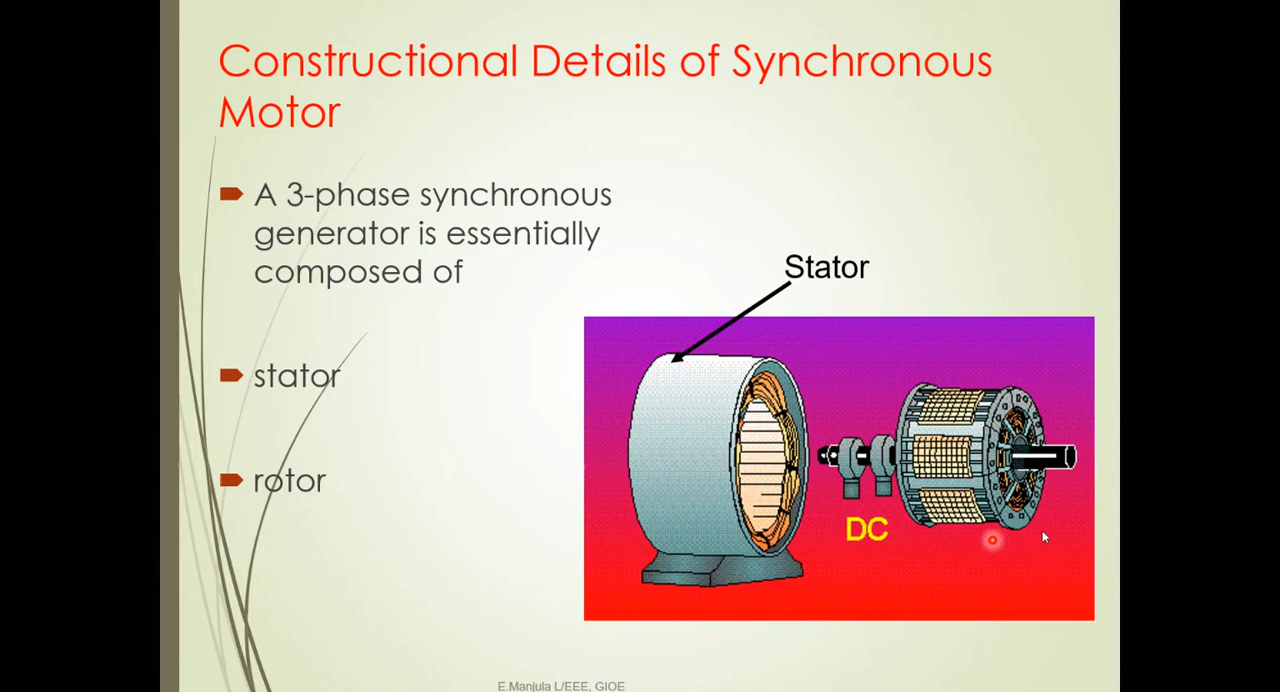 Constructional Details of Synchronous
Motor
A 3-phase synchronous
generator is essentially
composed of
Stator
stator
rotor
DC
E.Manjula L/EEE, GIOE